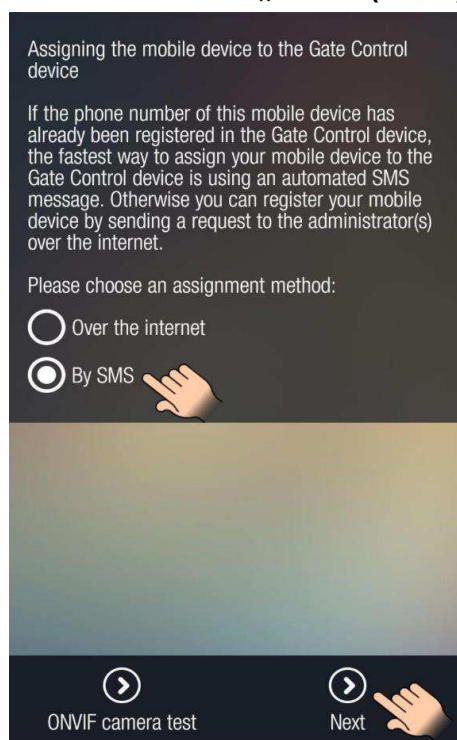 Assigning the mobile device to the Gate Control
device
If the phone number of this mobile device has
already been registered in the Gate Control device,
the fastest way to assign your mobile device to the
Gate Control device is using an automated SMS
message. Otherwise you can register your mobile
device by sending a request to the administrator(s)
over the internet.
Please choose an assignment method:
Over the internet
By SMS
ONVIF camera test
Next